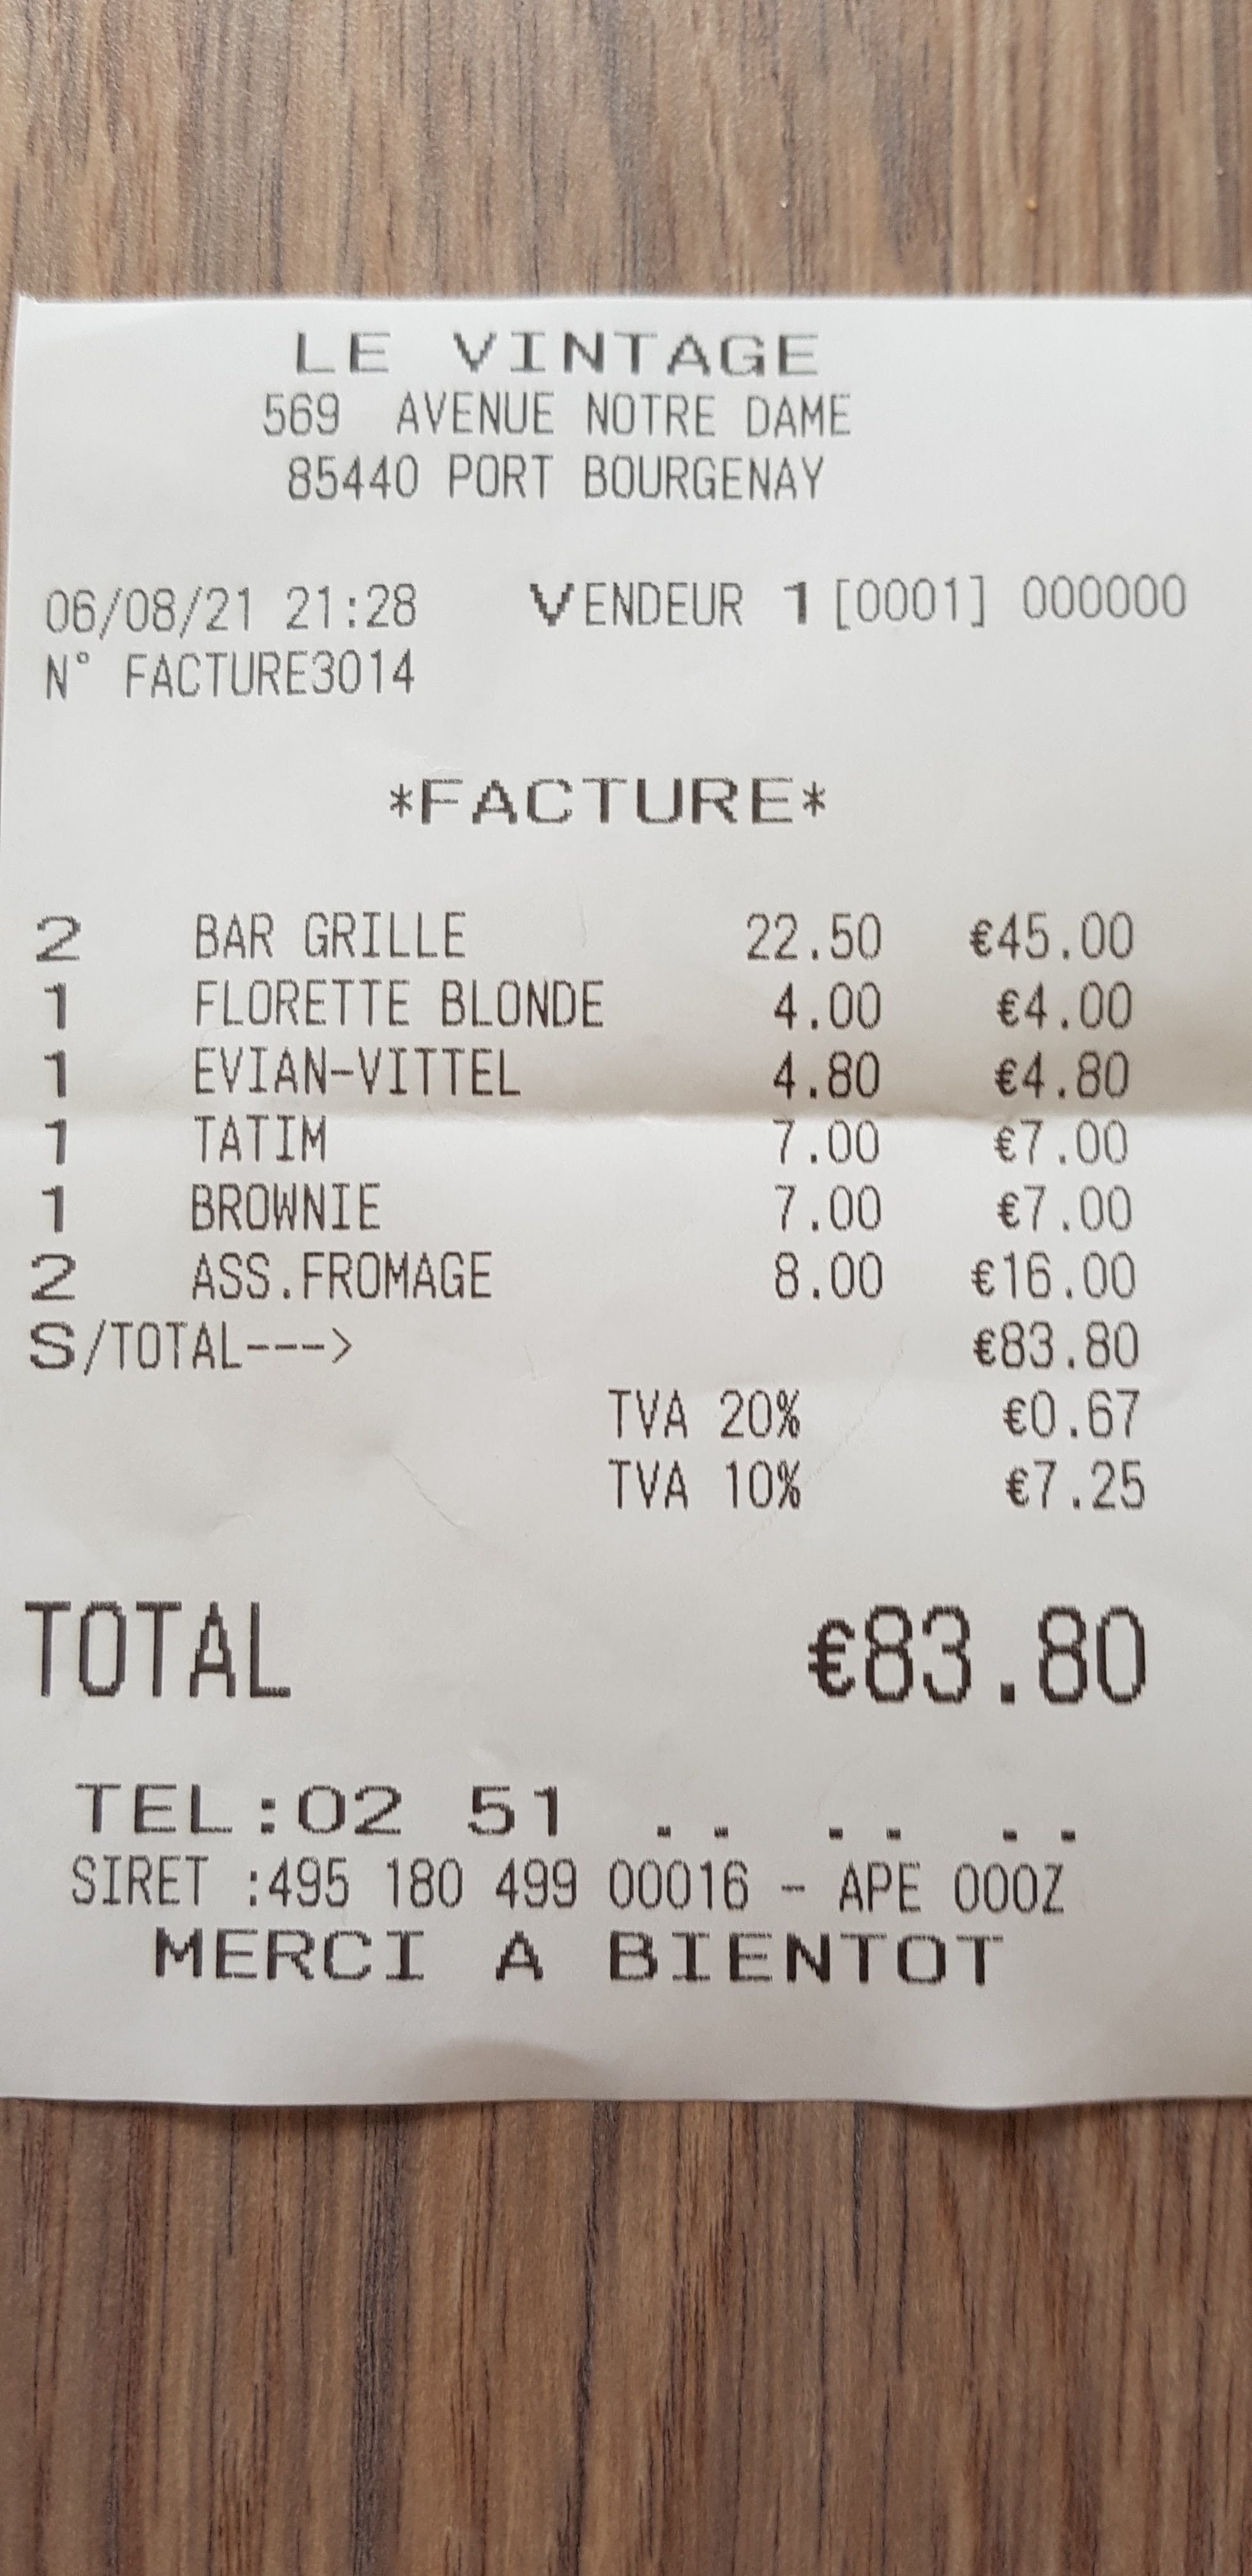 LE VINTAGE
569 AVENUE NOTRE DAME
85440 PORT BOURGENAY
06/08/21 21:28 VENDEUR 1 [0001] 000000
N° FACTURE3014
*FACTURE*
2 BAR GRILLE 22.50 €45.00
1 FLORETTE BLONDE 4.00 €4.00
1 EVIAN-VITTEL 4.80 €4.80
1 TATIM 7.00 €7.00
1 BROWNIE 7.00 €7.00
2 ASS.FROMAGE 8.00 €16.00
S/TOTAL---> €83.80
TVA 20% €0.67
TVA 10% €7.25
TOTAL €83.80
TEL:02 51 .. .. ..
SIRET :495 180 499 00016 - APE 000Z
MERCI A BIENTOT